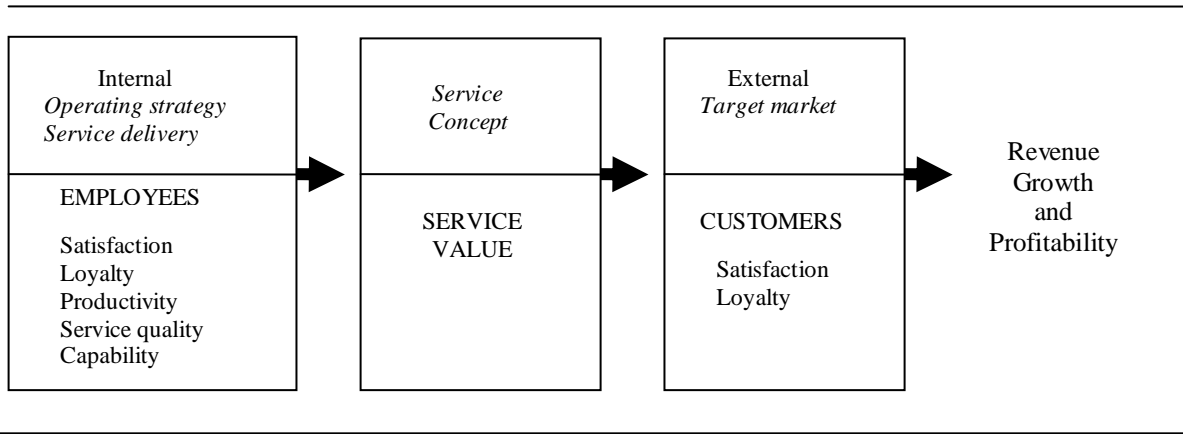 Internal
Operating strategy
Service delivery
EMPLOYEES
Satisfaction
Loyalty
Productivity
Service quality
Capability
Service
Concept
SERVICE
VALUE
External
Target market
CUSTOMERS
Satisfaction
Loyalty
Revenue
Growth
and
Profitability